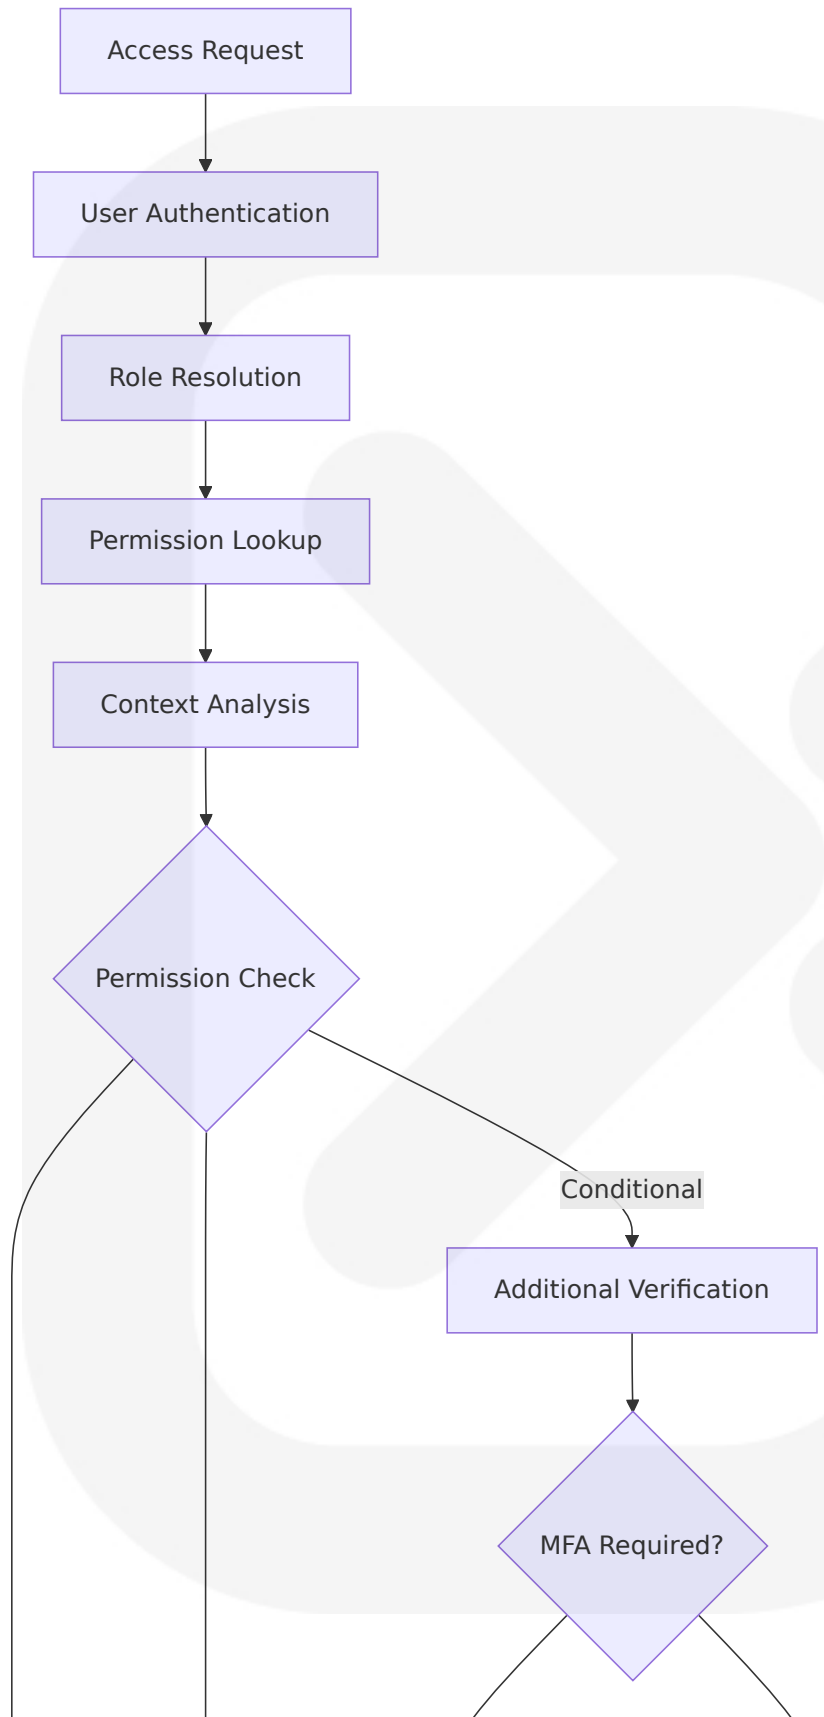 Access Request
User Authentication
Role Resolution
Permission Lookup
Context Analysis
Permission Check
Conditional
Additional Verification
MFA Required?